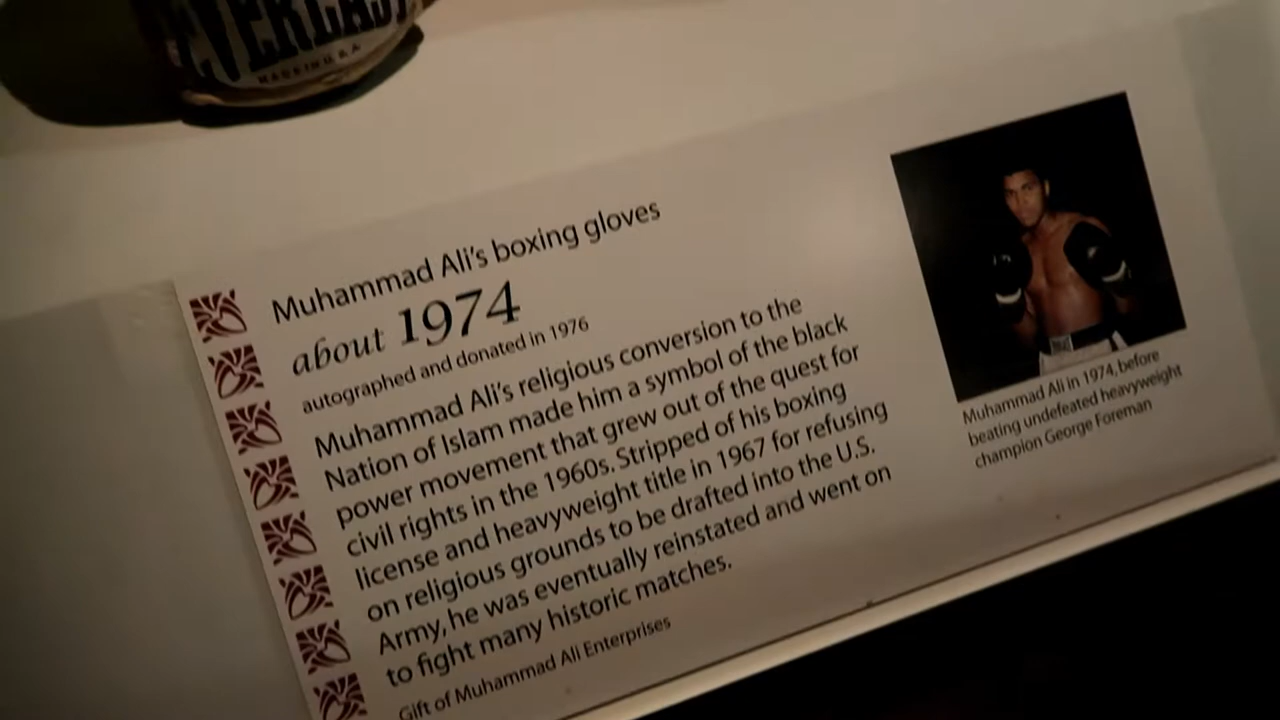 EVERLAST
MADE IN U.S.A.
Muhammad Ali's boxing gloves
about 1974
autographed and donated in 1976
Muhammad Ali's religious conversion to the
Nation of Islam made him a symbol of the black
power movement that grew out of the quest for
civil rights in the 1960s. Stripped of his boxing
license and heavyweight title in 1967 for refusing
on religious grounds to be drafted into the U.S.
Army, he was eventually reinstated and went on
to fight many historic matches.
Gift of Muhammad Ali Enterprises
Muhammad Ali in 1974, before
beating undefeated heavyweight
champion George Foreman